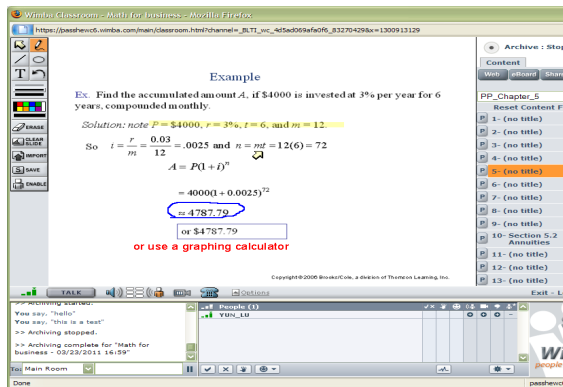 Wimba Classroom - Math for business - Mozilla Firefox
https://passhewc6.wimba.com/main/classroom.html?channel=_BLTI_wc_4d5ad069afa0f6_83270429&x=1300913129
T
ERASE
CLEAR SLIDE
IMPORT
SAVE
ENABLE
Example
Ex. Find the accumulated amount A, if $4000 is invested at 3% per year for 6
years, compounded monthly.
Solution: note P = $4000, r = 3%, t = 6, and m = 12.
So i = r/m = 0.03/12 = .0025 and n = mt = 12(6) = 72
A = P(1 + i)^n
= 4000(1 + 0.0025)^72
≈ 4787.79
or $4787.79
or use a graphing calculator
Copyright © 2006 Brooks/Cole, a division of Thomson Learning, Inc.
Archive : Stop
Content
Web eBoard Shar
PP_Chapter_5
Reset Content F
P 1- (no title)
P 2- (no title)
P 3- (no title)
P 4- (no title)
P 5- (no title)
P 6- (no title)
P 7- (no title)
P 8- (no title)
P 9- (no title)
P 10- Section 5.2
Annuities
P 11- (no title)
P 12- (no title)
P 13- (no title)
TALK
Options
Exit - L
>> Archiving started.
You say, "hello"
You say, "this is a test"
>> Archiving stopped.
>> Archiving complete for "Math for
business - 03/23/2011 16:59"
To: Main Room
People (1)
YUN_LU
Wi
people
Done
passhewc